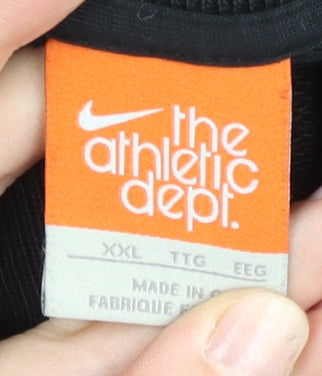 the
athletic
dept.
XXL TTG EEG
MADE IN
FABRIQUE